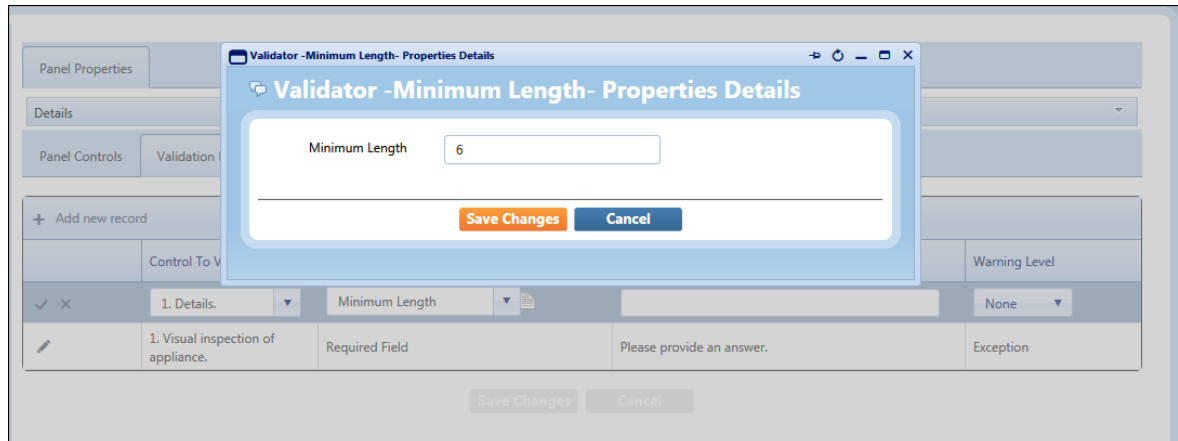 Validator -Minimum Length- Properties Details
Validator -Minimum Length- Properties Details
Minimum Length 6
Save Changes Cancel
Panel Properties
Details
Panel Controls Validation
+ Add new record
Control To Warning Level
1. Details. Minimum Length None
1. Visual inspection of
appliance. Required Field Please provide an answer. Exception
Save Changes Cancel